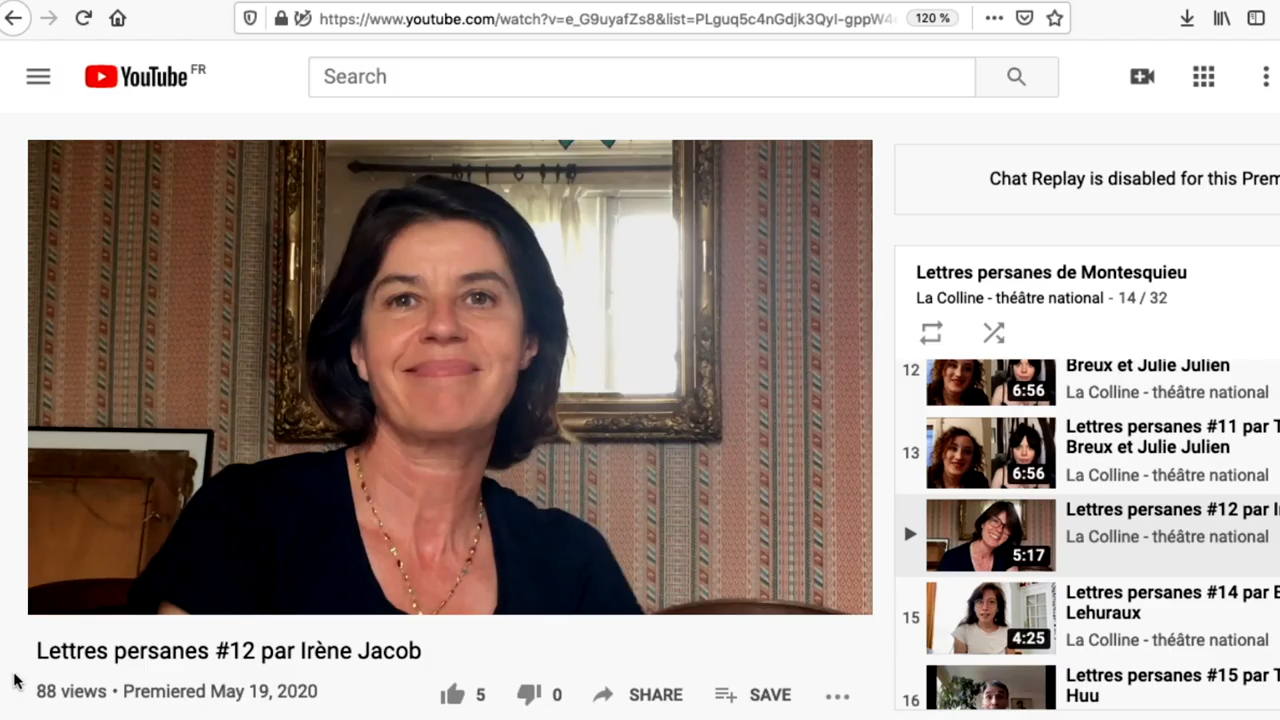 https://www.youtube.com/watch?v=e_G9uyafZs8&list=PLguq5c4nGdjk3QyI-gppW4
120 %
YouTube FR
Search
Chat Replay is disabled for this Prem
Lettres persanes de Montesquieu
La Colline - théâtre national - 14 / 32
12
6:56
Breux et Julie Julien
La Colline - théâtre national
13
6:56
Lettres persanes #11 par T
Breux et Julie Julien
La Colline - théâtre national
5:17
Lettres persanes #12 par I
La Colline - théâtre national
15
4:25
Lettres persanes #14 par E
Lehuraux
La Colline - théâtre national
16
Lettres persanes #15 par T
Huu
Lettres persanes #12 par Irène Jacob
88 views • Premiered May 19, 2020
5
0
SHARE
SAVE